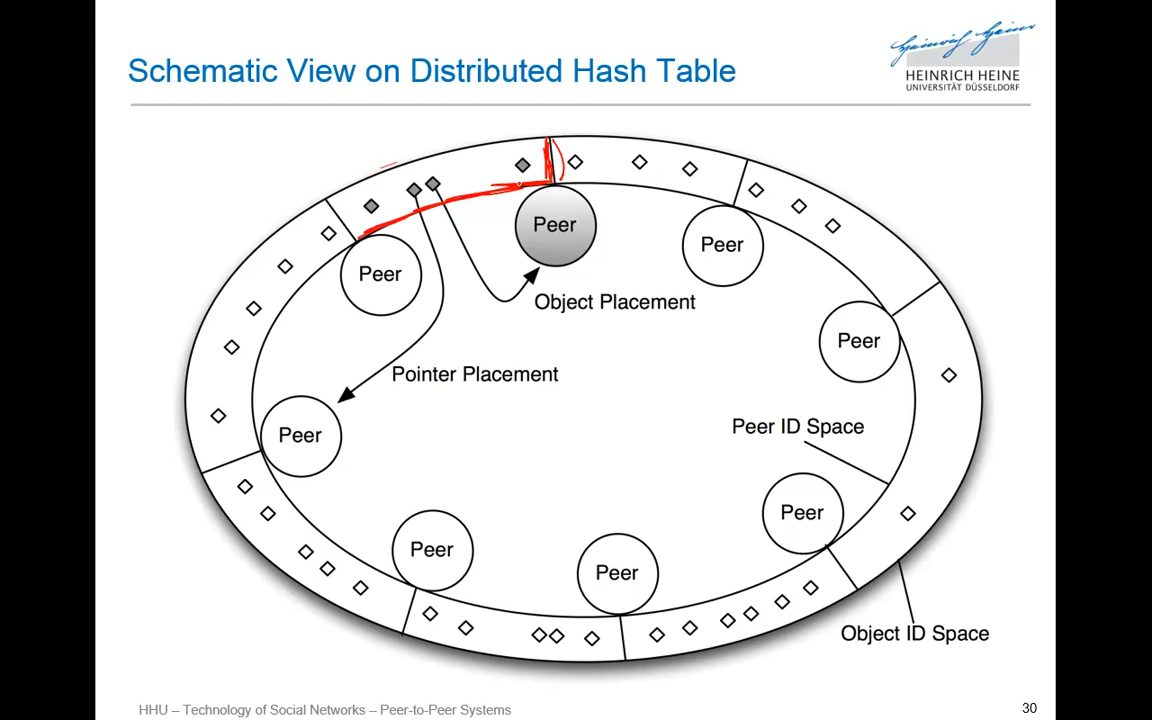 Schematic View on Distributed Hash Table
Heinrich Heine
HEINRICH HEINE
UNIVERSITÄT DÜSSELDORF
Peer
Peer
Peer
Peer
Object Placement
Peer
Pointer Placement
Peer ID Space
Peer
Peer
Peer
Peer
Object ID Space
HHU – Technology of Social Networks – Peer-to-Peer Systems
30